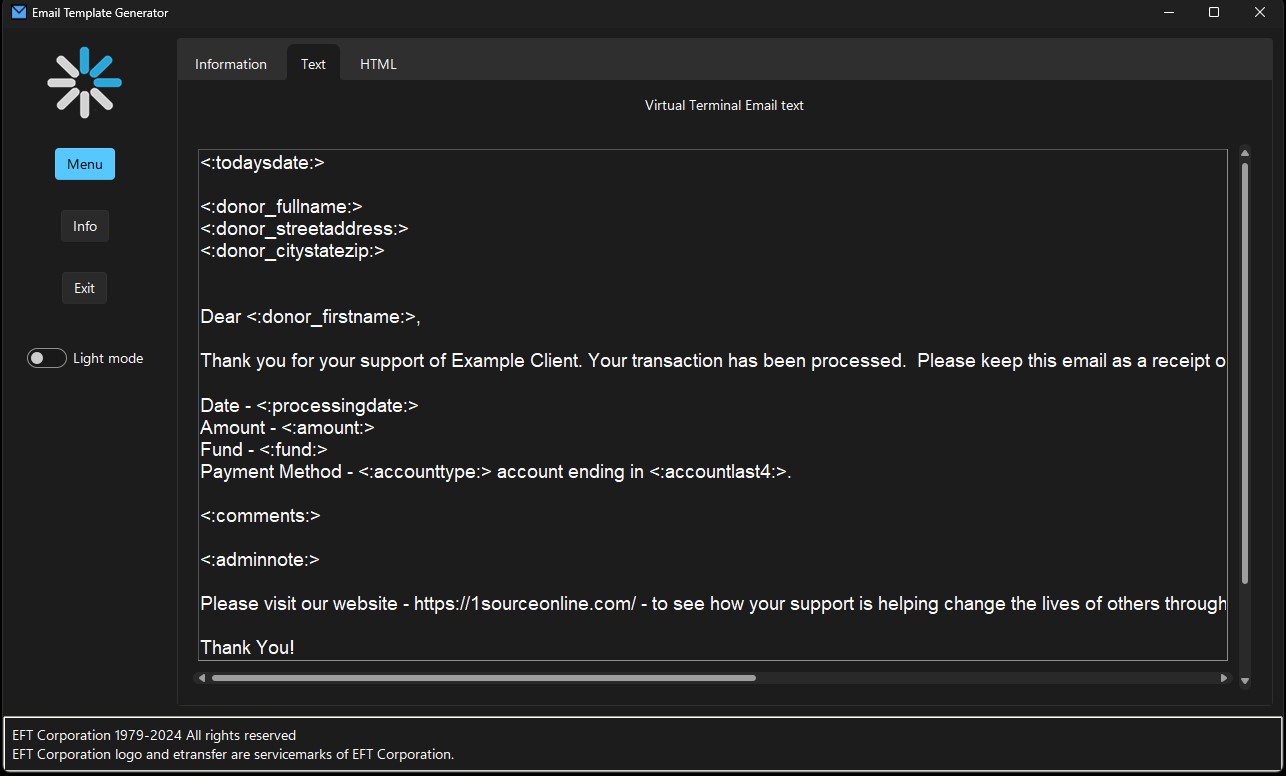 Email Template Generator
Information Text HTML
Virtual Terminal Email text
Menu
Info
Exit
Light mode
<:todaysdate:>
<:donor_fullname:>
<:donor_streetaddress:>
<:donor_citystatezip:>
Dear <:donor_firstname:>,
Thank you for your support of Example Client. Your transaction has been processed.  Please keep this email as a receipt o
Date - <:processingdate:>
Amount - <:amount:>
Fund - <:fund:>
Payment Method - <:accounttype:> account ending in <:accountlast4:>.
<:comments:>
<:adminnote:>
Please visit our website - https://1sourceonline.com/ - to see how your support is helping change the lives of others through
Thank You!
EFT Corporation 1979-2024 All rights reserved
EFT Corporation logo and etransfer are servicemarks of EFT Corporation.